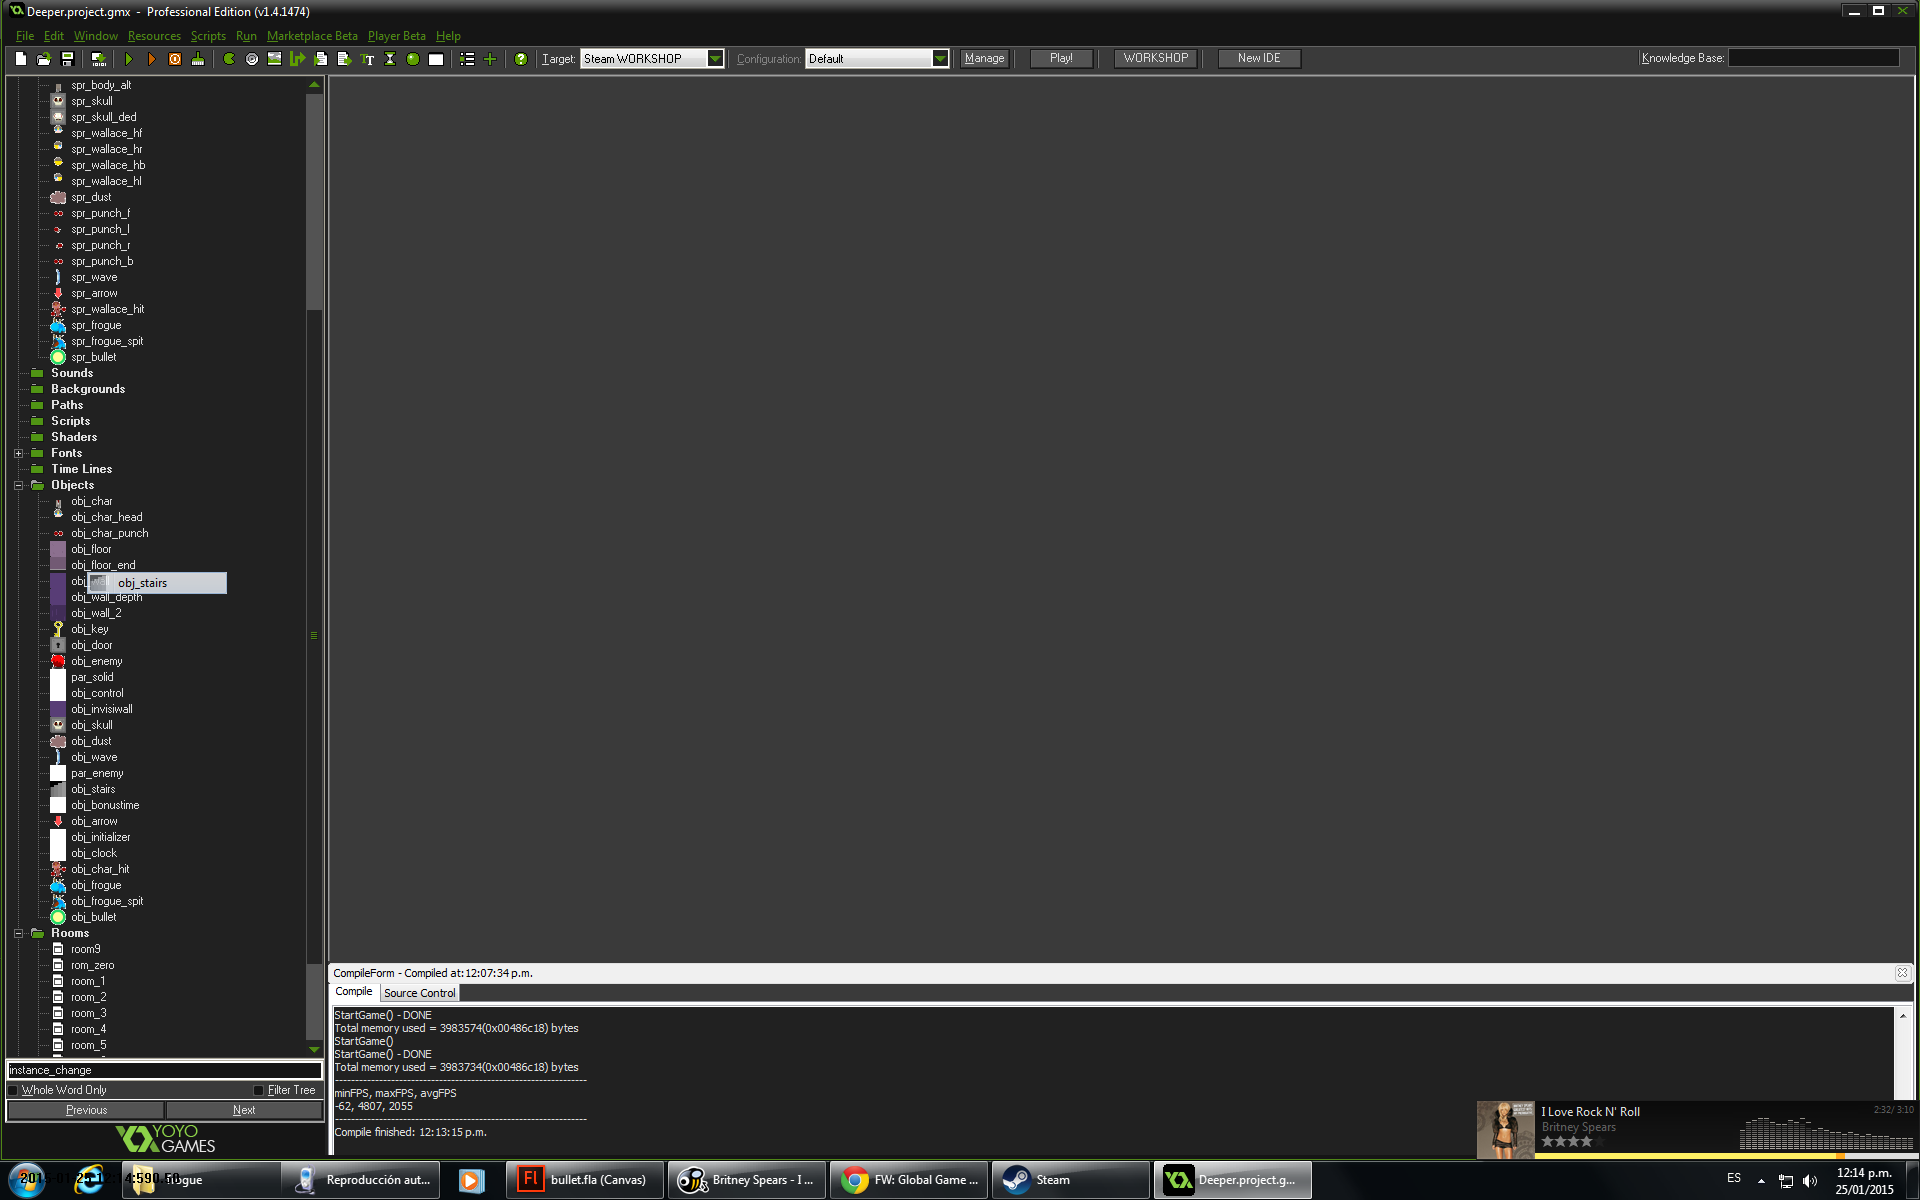 Deeper.project.gmx - Professional Edition (v1.4.1474)
File Edit Window Resources Scripts Run Marketplace Beta Player Beta Help
Target: Steam WORKSHOP Configuration: Default Manage Play! WORKSHOP New IDE Knowledge Base:
spr_body_alt
spr_skull
spr_skull_ded
spr_wallace_hf
spr_wallace_hr
spr_wallace_hb
spr_wallace_hl
spr_dust
spr_punch_f
spr_punch_l
spr_punch_r
spr_punch_b
spr_wave
spr_arrow
spr_wallace_hit
spr_frogue
spr_frogue_spit
spr_bullet
Sounds
Backgrounds
Paths
Scripts
Shaders
Fonts
Time Lines
Objects
obj_char
obj_char_head
obj_char_punch
obj_floor
obj_floor_end
obj_stairs
obj_wall_depth
obj_wall_2
obj_key
obj_door
obj_enemy
par_solid
obj_control
obj_invisiwall
obj_skull
obj_dust
obj_wave
par_enemy
obj_stairs
obj_bonustime
obj_arrow
obj_initializer
obj_clock
obj_char_hit
obj_frogue
obj_frogue_spit
obj_bullet
Rooms
room9
rom_zero
room_1
room_2
room_3
room_4
room_5
instance_change
Whole Word Only Filter Tree
Previous Next
YOYO
GAMES
CompileForm - Compiled at: 12:07:34 p.m.
Compile Source Control
StartGame() - DONE
Total memory used = 3983574(0x00486c18) bytes
StartGame()
StartGame() - DONE
Total memory used = 3983734(0x00486c18) bytes
minFPS, maxFPS, avgFPS
-62, 4807, 2055
Compile finished: 12:13:15 p.m.
I Love Rock N' Roll 2:32/ 3:10
Britney Spears
Reproducción aut...
bullet.fla (Canvas)
Britney Spears - I ...
FW: Global Game ...
Steam
Deeper.project.g...
ES
12:14 p.m.
25/01/2015